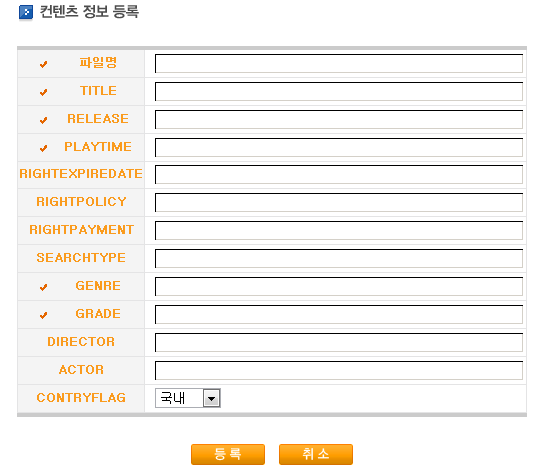 컨텐츠 정보 등록
파일명
TITLE
RELEASE
PLAYTIME
RIGHTEXPIREDATE
RIGHTPOLICY
RIGHTPAYMENT
SEARCHTYPE
GENRE
GRADE
DIRECTOR
ACTOR
CONTRYFLAG 국내
등 록 취 소